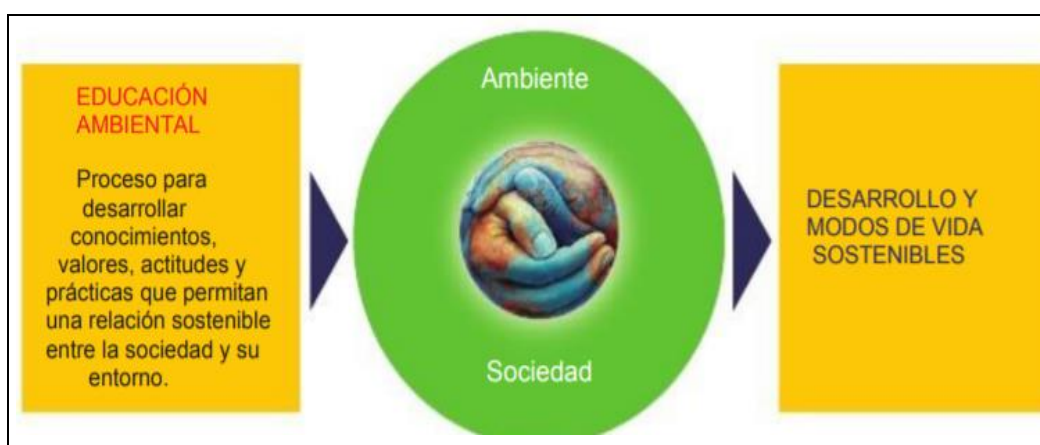 EDUCACIÓN
AMBIENTAL
Proceso para
desarrollar
conocimientos,
valores, actitudes y
prácticas que permitan
una relación sostenible
entre la sociedad y su
entorno.
Ambiente
Sociedad
DESARROLLO Y
MODOS DE VIDA
SOSTENIBLES